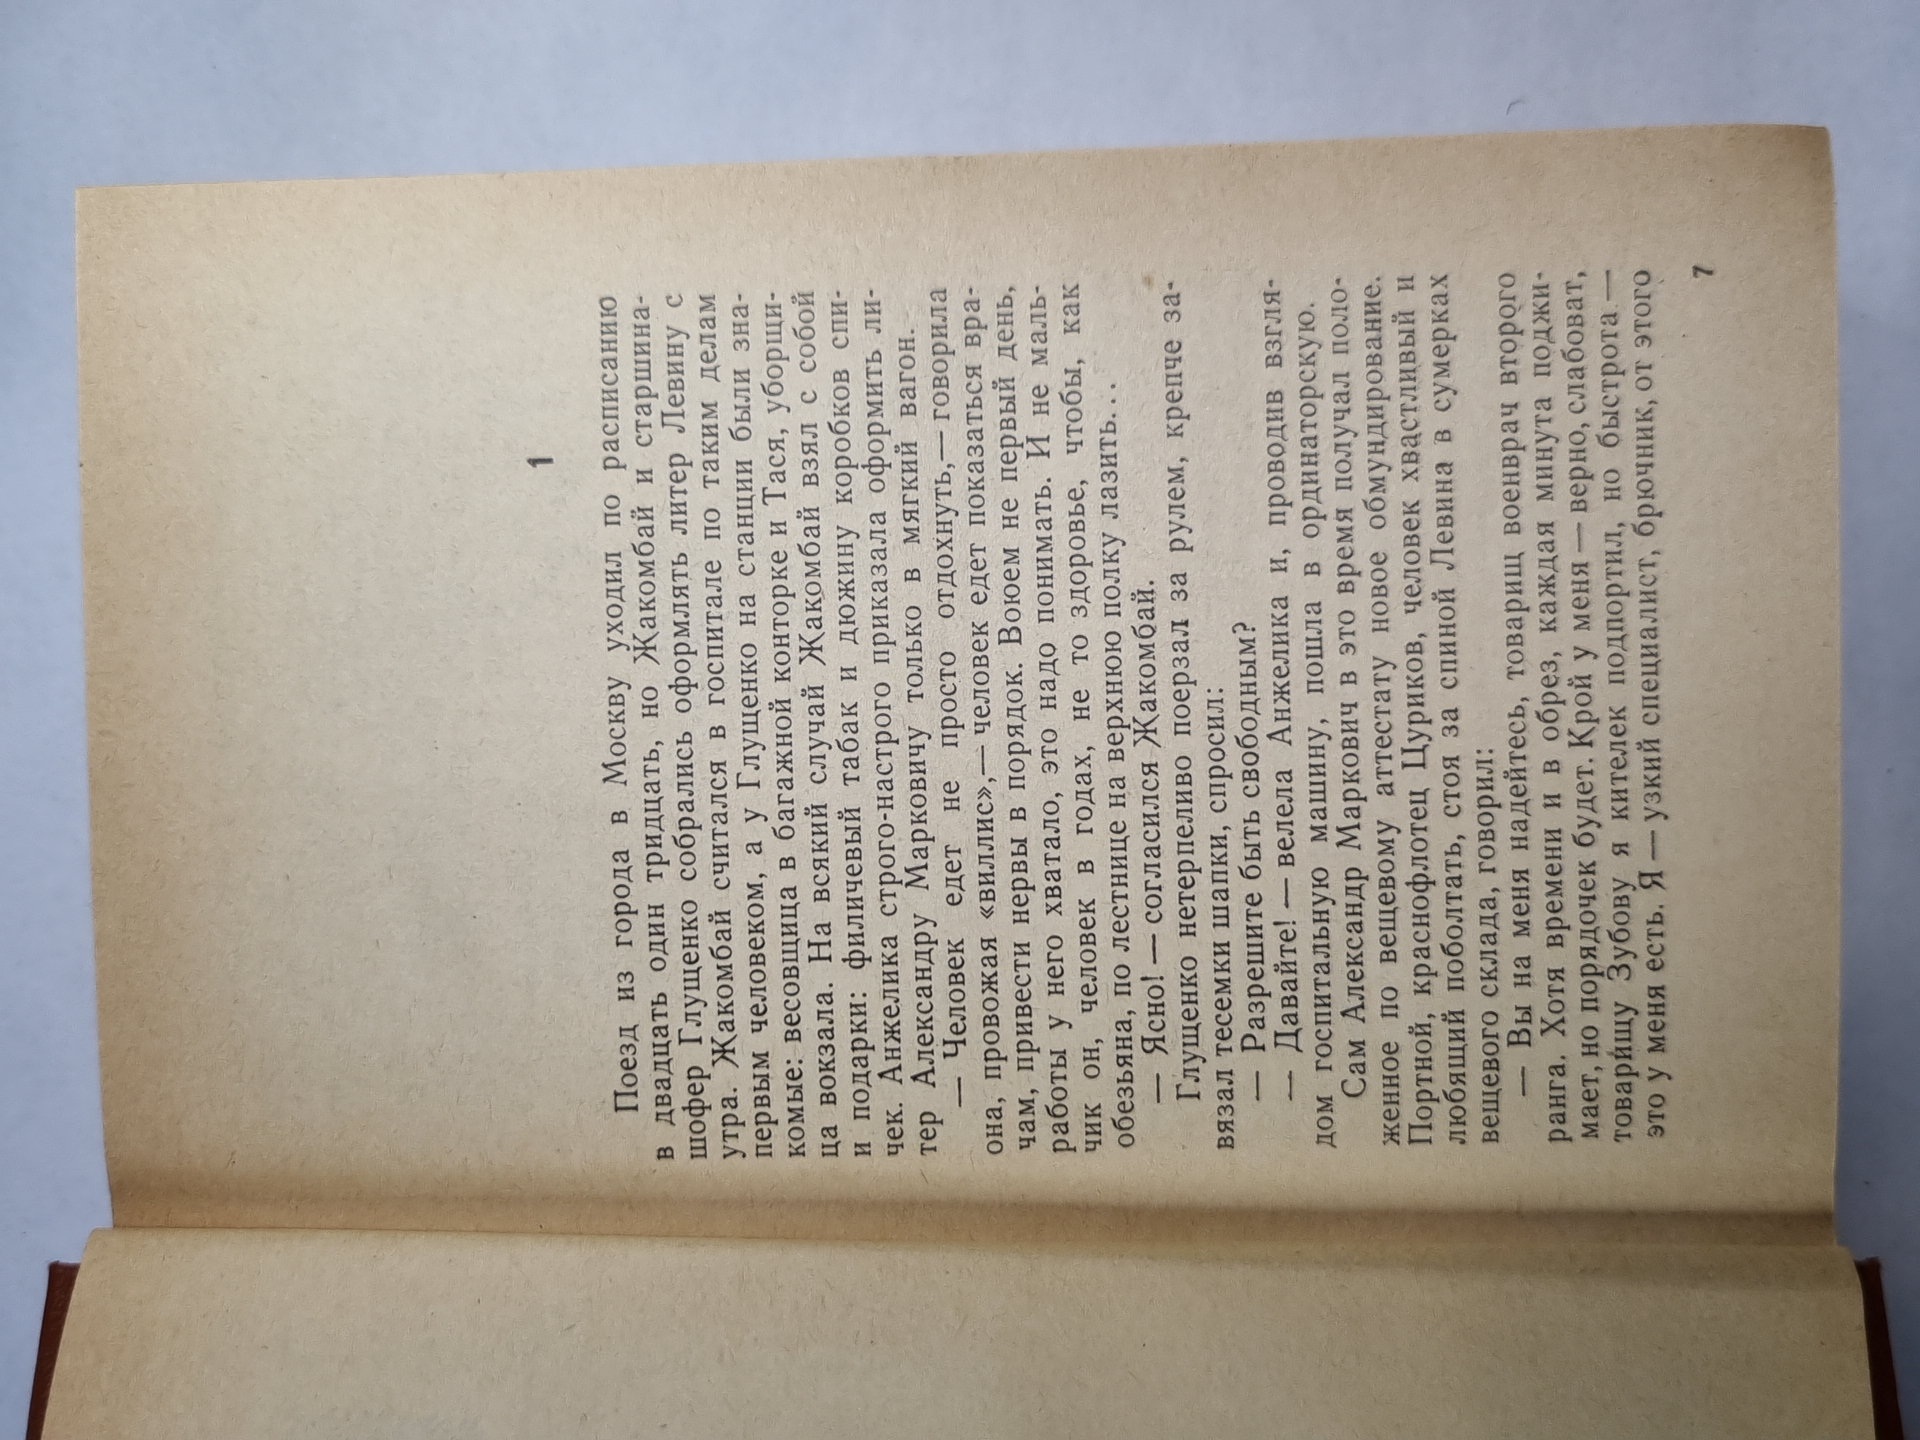 1
Поезд из города в Москву уходил по расписанию
в двадцать один тридцать, но Жакомбай и старшина-
шофер Глущенко собрались оформлять литер Левину с
утра. Жакомбай считался в госпитале по таким делам
первым человеком, а у Глущенко на станции были зна-
комые: весовщица в багажной конторке и Тася, уборщи-
ца вокзала. На всякий случай Жакомбай взял с собой
и подарки: филичевый табак и дюжину коробков спи-
чек. Анжелика строго-настрого приказала оформить ли-
тер Александру Марковичу только в мягкий вагон.
— Человек едет не просто отдохнуть,— говорила
она, провожая «виллис»,— человек едет показаться вра-
чам, привести нервы в порядок. Воюем не первый день,
работы у него хватало, это надо понимать. И не маль-
чик он, человек в годах, не то здоровье, чтобы, как
обезьяна, по лестнице на верхнюю полку лазить...
— Ясно! — согласился Жакомбай.
Глущенко нетерпеливо поерзал за рулем, крепче за-
вязал тесемки шапки, спросил:
— Разрешите быть свободным?
— Давайте! — велела Анжелика и, проводив взгля-
дом госпитальную машину, пошла в ординаторскую.
Сам Александр Маркович в это время получал поло-
женное по вещевому аттестату новое обмундирование.
Портной, краснофлотец Цуриков, человек хвастливый и
любящий поболтать, стоя за спиной Левина в сумерках
вещевого склада, говорил:
— Вы на меня надейтесь, товарищ военврач второго
ранга. Хотя времени и в обрез, каждая минута поджи-
мает, но порядочек будет. Крой у меня — верно, слабоват,
товарищу Зубову я кителек подпортил, но быстрота —
это у меня есть. Я — узкий специалист, брючник, от этого
7